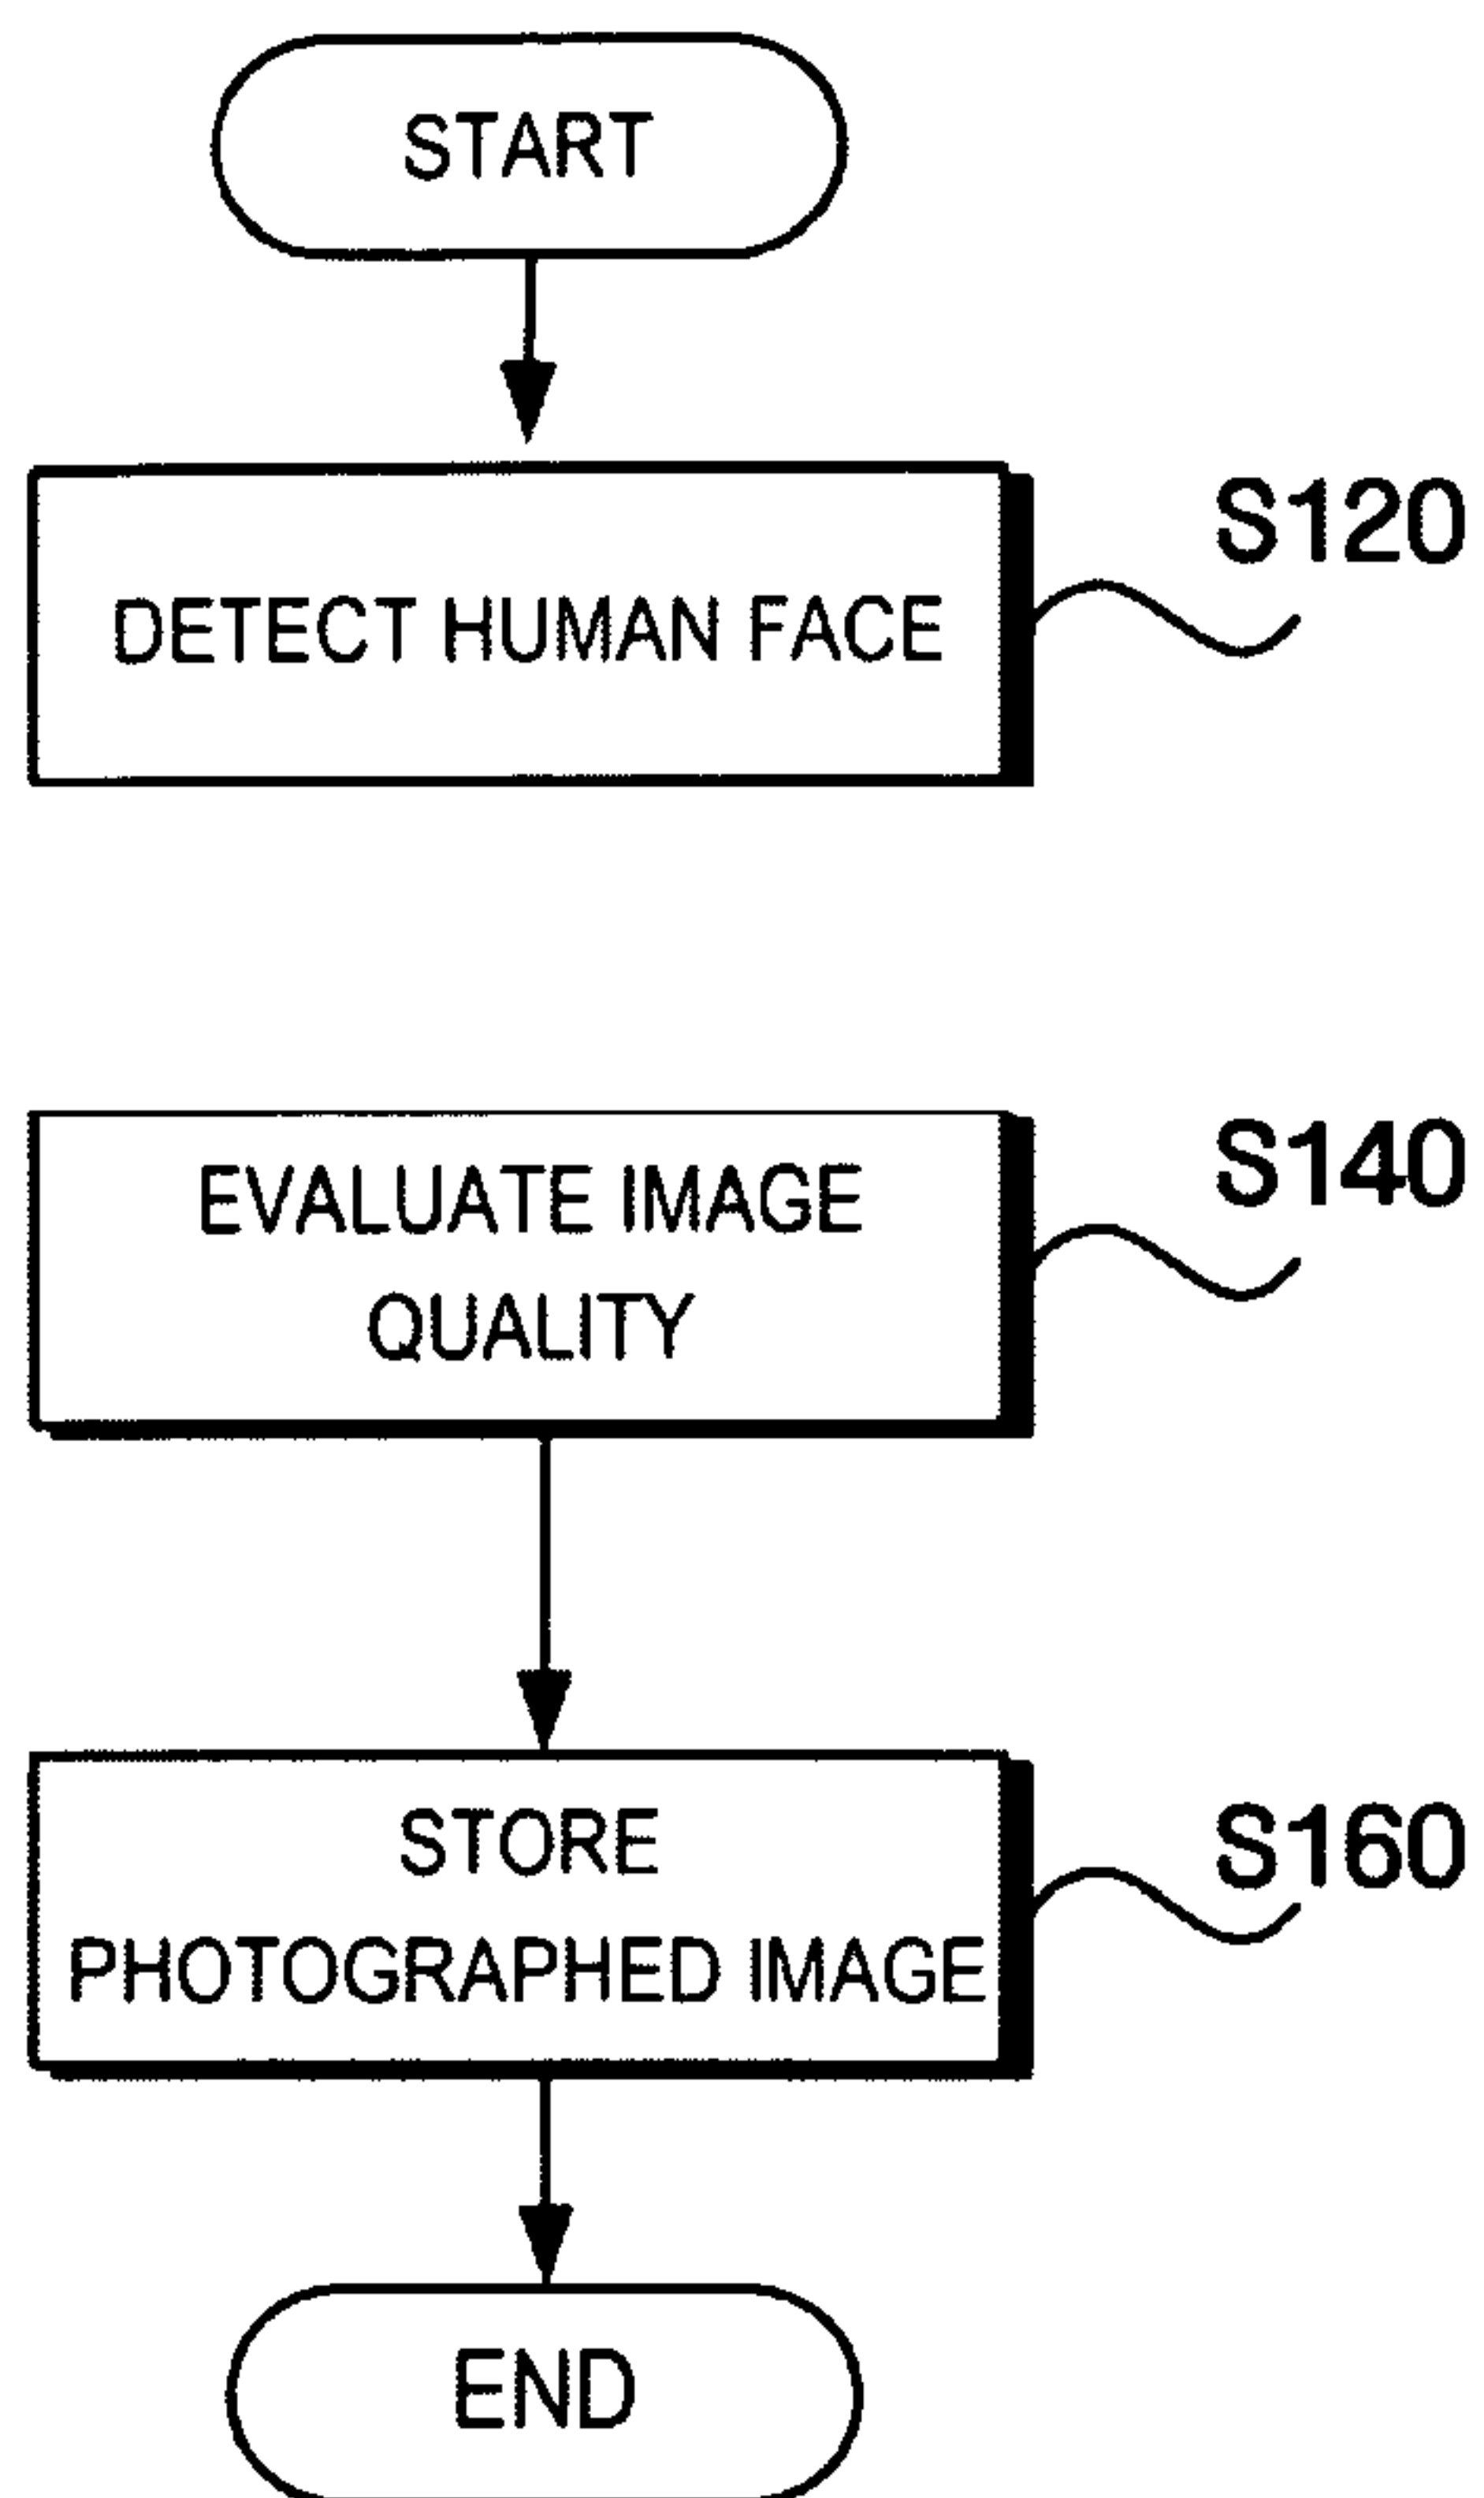 START
S120
DETECT HUMAN FACE
S140
EVALUATE IMAGE
QUALITY
S160
STORE
PHOTOGRAPHED IMAGE
END